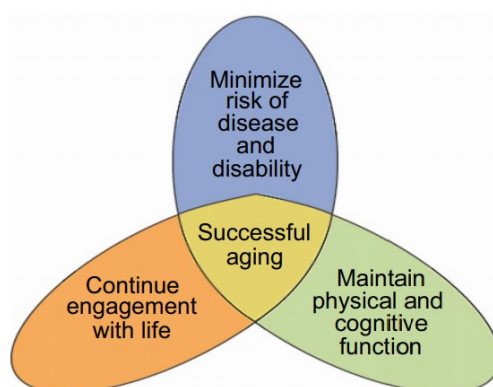 Minimize
risk of
disease
and
disability
Successful
aging
Continue
engagement
with life
Maintain
physical and
cognitive
function